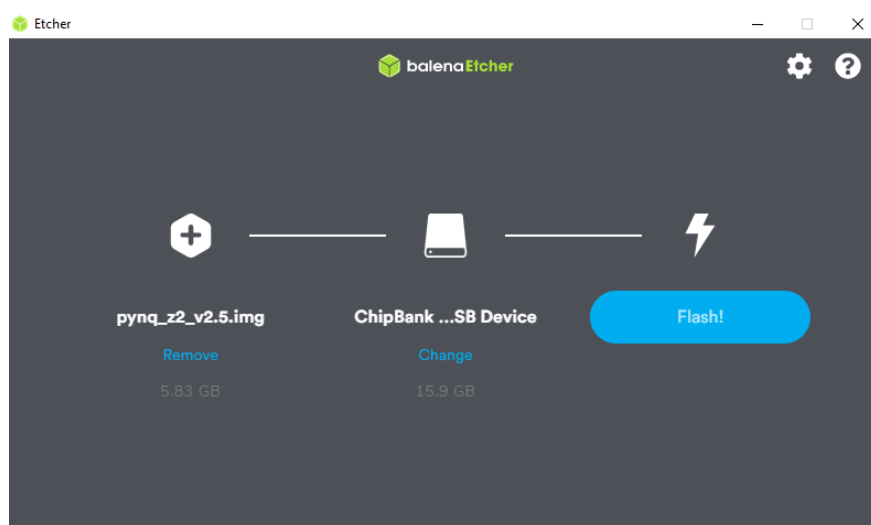 Etcher
balenaEtcher
pynq_z2_v2.5.img
ChipBank ...SB Device
Flash!
Remove
Change
5.83 GB
15.9 GB